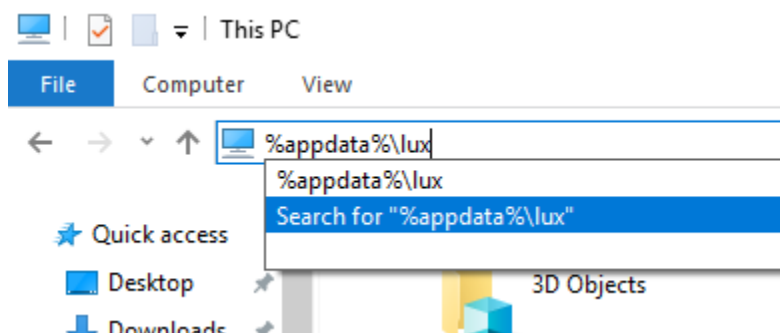 This PC
File Computer View
%appdata%\lux
%appdata%\lux
Search for "%appdata%\lux"
Quick access
Desktop
3D Objects
Downloads